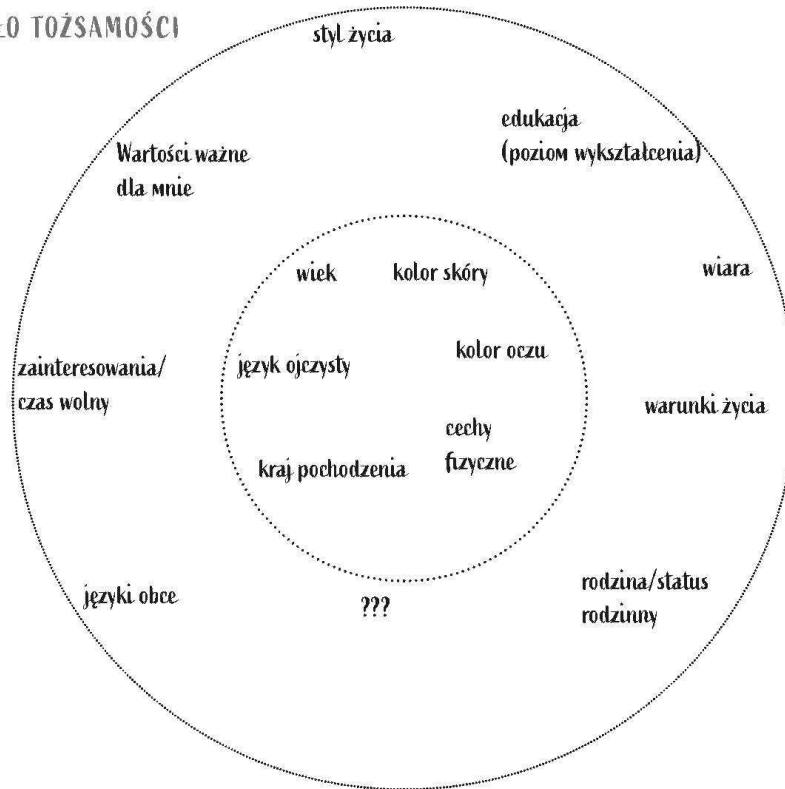 TOŻSAMOŚCI
styl życia
edukacja
(poziom wykształcenia)
Wartości ważne
dla mnie
wiara
wiek
kolor skóry
kolor oczu
język ojczysty
zainteresowania/
czas wolny
warunki życia
cechy
fizyczne
kraj pochodzenia
języki obce
???
rodzina/status
rodzinny